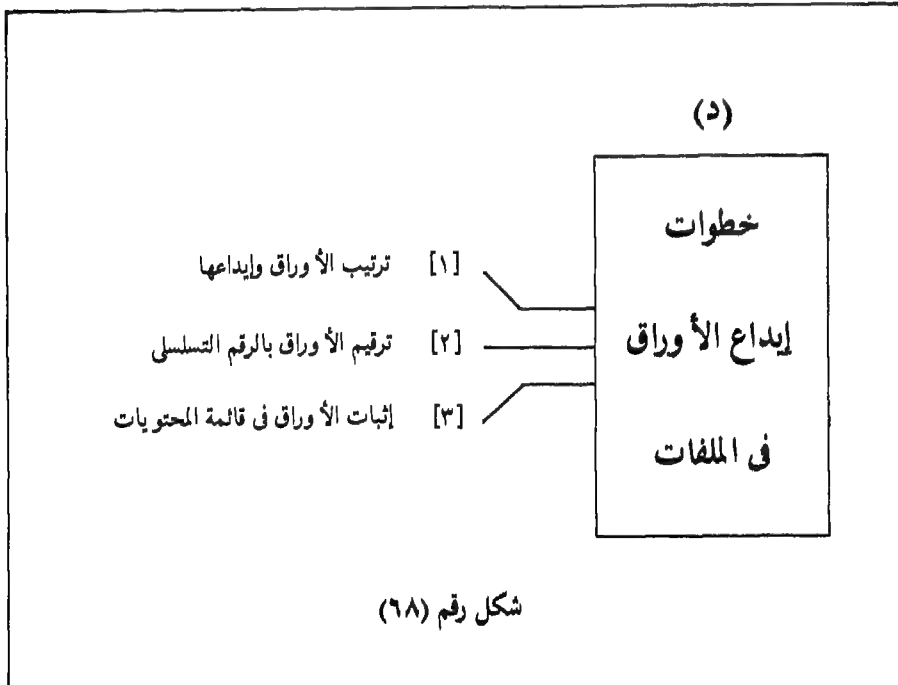 (د)
خطوات
إيداع الأوراق
فى الملفات
[١] ترتيب الأوراق وإيداعها
[٢] ترقيم الأوراق بالرقم التسلسلى
[٣] إثبات الأوراق فى قائمة المحتويات
شكل رقم (٦٨)